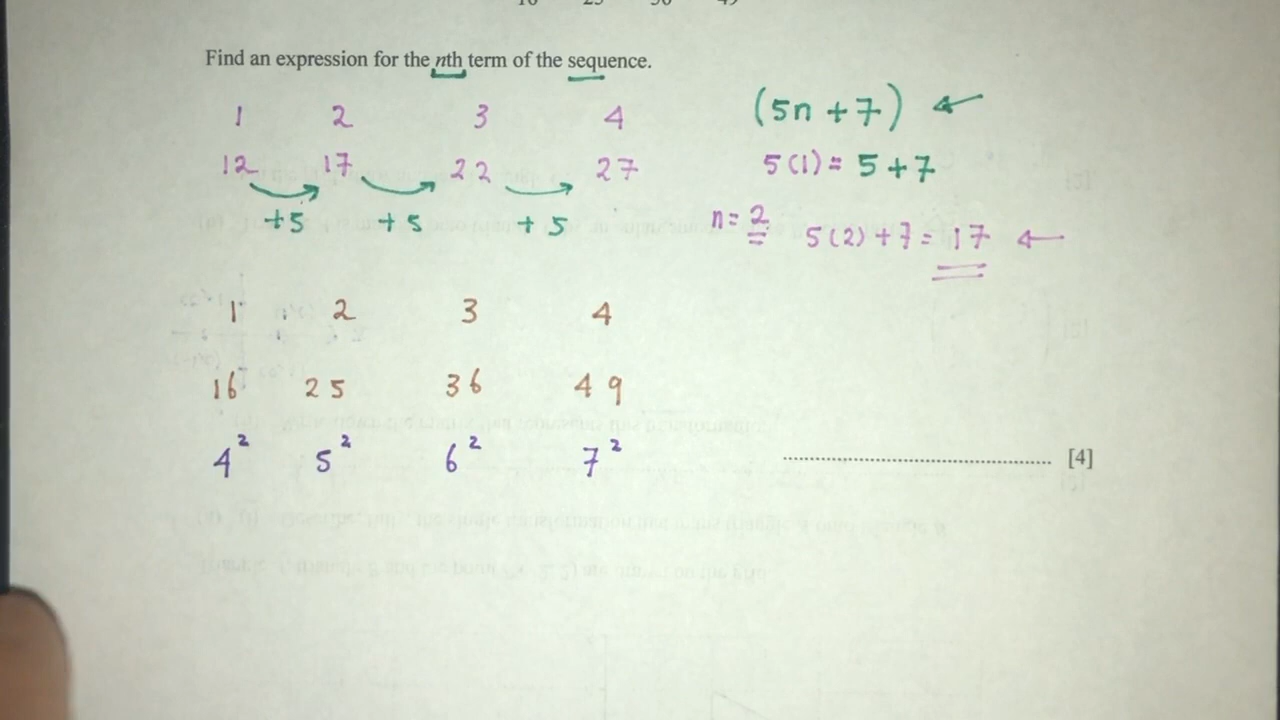 Find an expression for the nth term of the sequence.
1 2 3 4
12 17 22 27
+5 +5 +5
(5n + 7)
5(1) = 5 + 7
n = 2 5(2) + 7 = 17
1 2 3 4
16 25 36 49
4² 5² 6² 7²
[4]